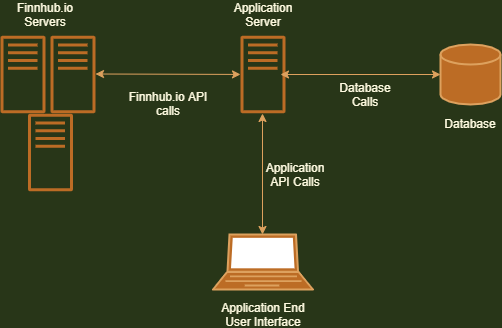 Finnhub.io
Servers
Application
Server
Finnhub.io API
calls
Database
Calls
Database
Application
API Calls
Application End
User Interface